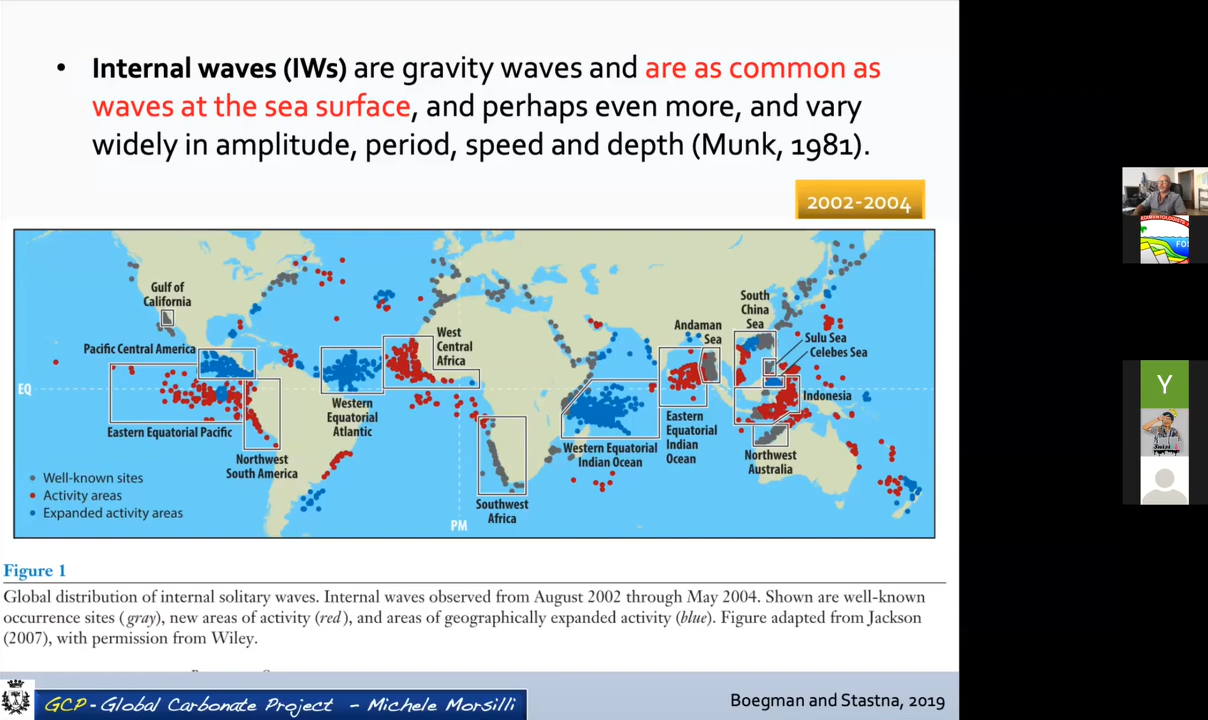 • Internal waves (IWs) are gravity waves and are as common as
waves at the sea surface, and perhaps even more, and vary
widely in amplitude, period, speed and depth (Munk, 1981).
2002-2004
Gulf of
California
Pacific Central America
EQ
Eastern Equatorial Pacific
Northwest
South America
Western
Equatorial
Atlantic
West
Central
Africa
PM
Southwest
Africa
Western Equatorial
Indian Ocean
Andaman
Sea
Eastern
Equatorial
Indian
Ocean
South
China
Sea
Sulu Sea
Celebes Sea
Indonesia
Northwest
Australia
Well-known sites
Activity areas
Expanded activity areas
Figure 1
Global distribution of internal solitary waves. Internal waves observed from August 2002 through May 2004. Shown are well-known
occurrence sites (gray), new areas of activity (red), and areas of geographically expanded activity (blue). Figure adapted from Jackson
(2007), with permission from Wiley.
GCP - Global Carbonate Project - Michele Morsilli
Boegman and Stastna, 2019
Y